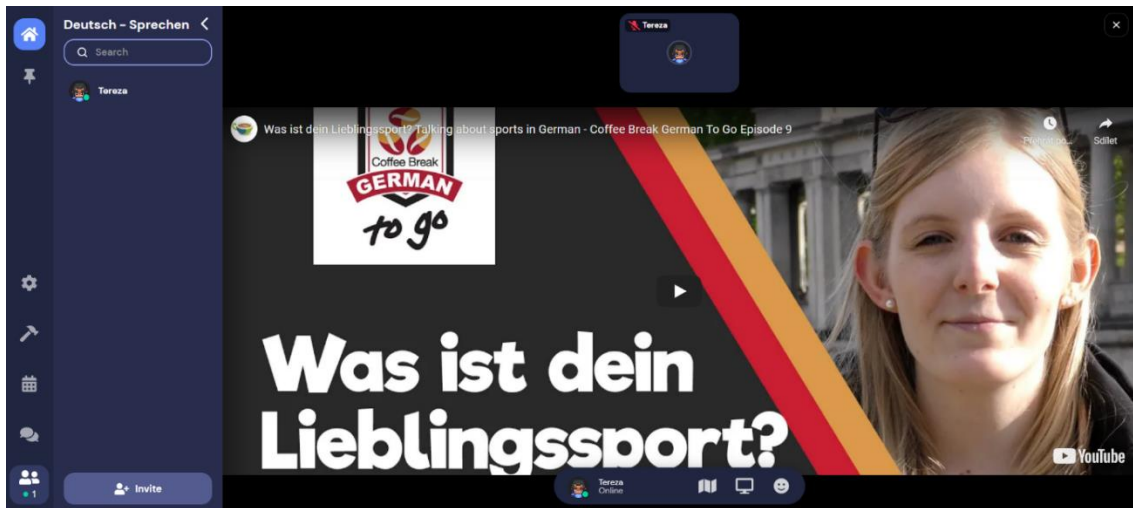 Deutsch - Sprechen
Search
Tereza
1
Invite
Tereza
Was ist dein Lieblingssport? Talking about sports in German - Coffee Break German To Go Episode 9
Sdílet
Coffee Break
GERMAN
to go
Was ist dein
Lieblingssport?
YouTube
Tereza
Online